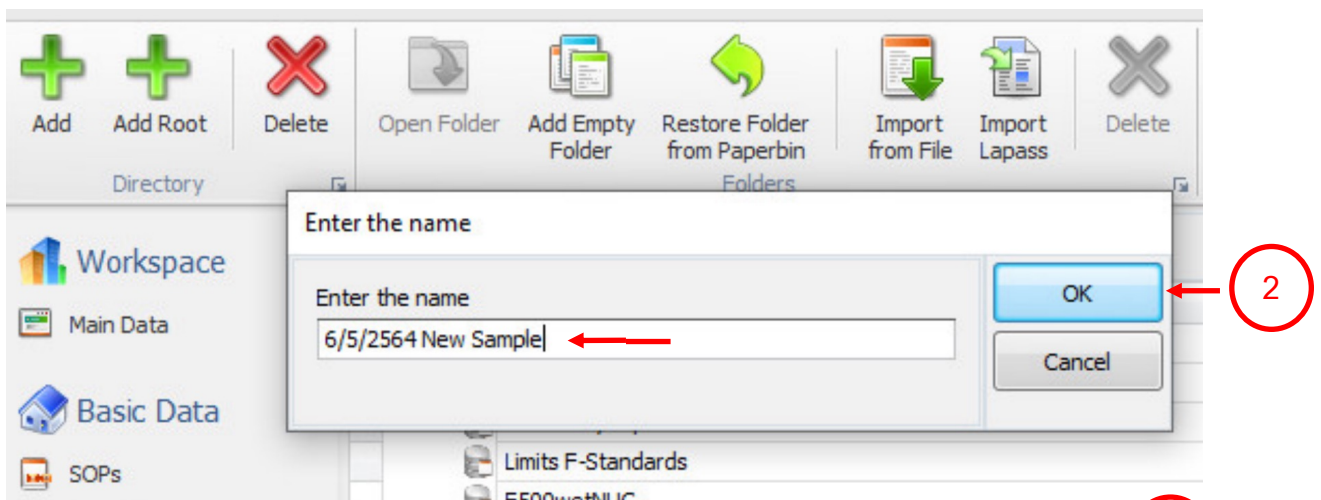 Add
Add Root
Delete
Open Folder
Add Empty
Folder
Restore Folder
from Paperbin
Import
from File
Import
Lapass
Delete
Directory
Folders
Enter the name
Workspace
Main Data
Basic Data
SOPs
Enter the name
6/5/2564 New Sample
OK
Cancel
2
Limits F-Standards